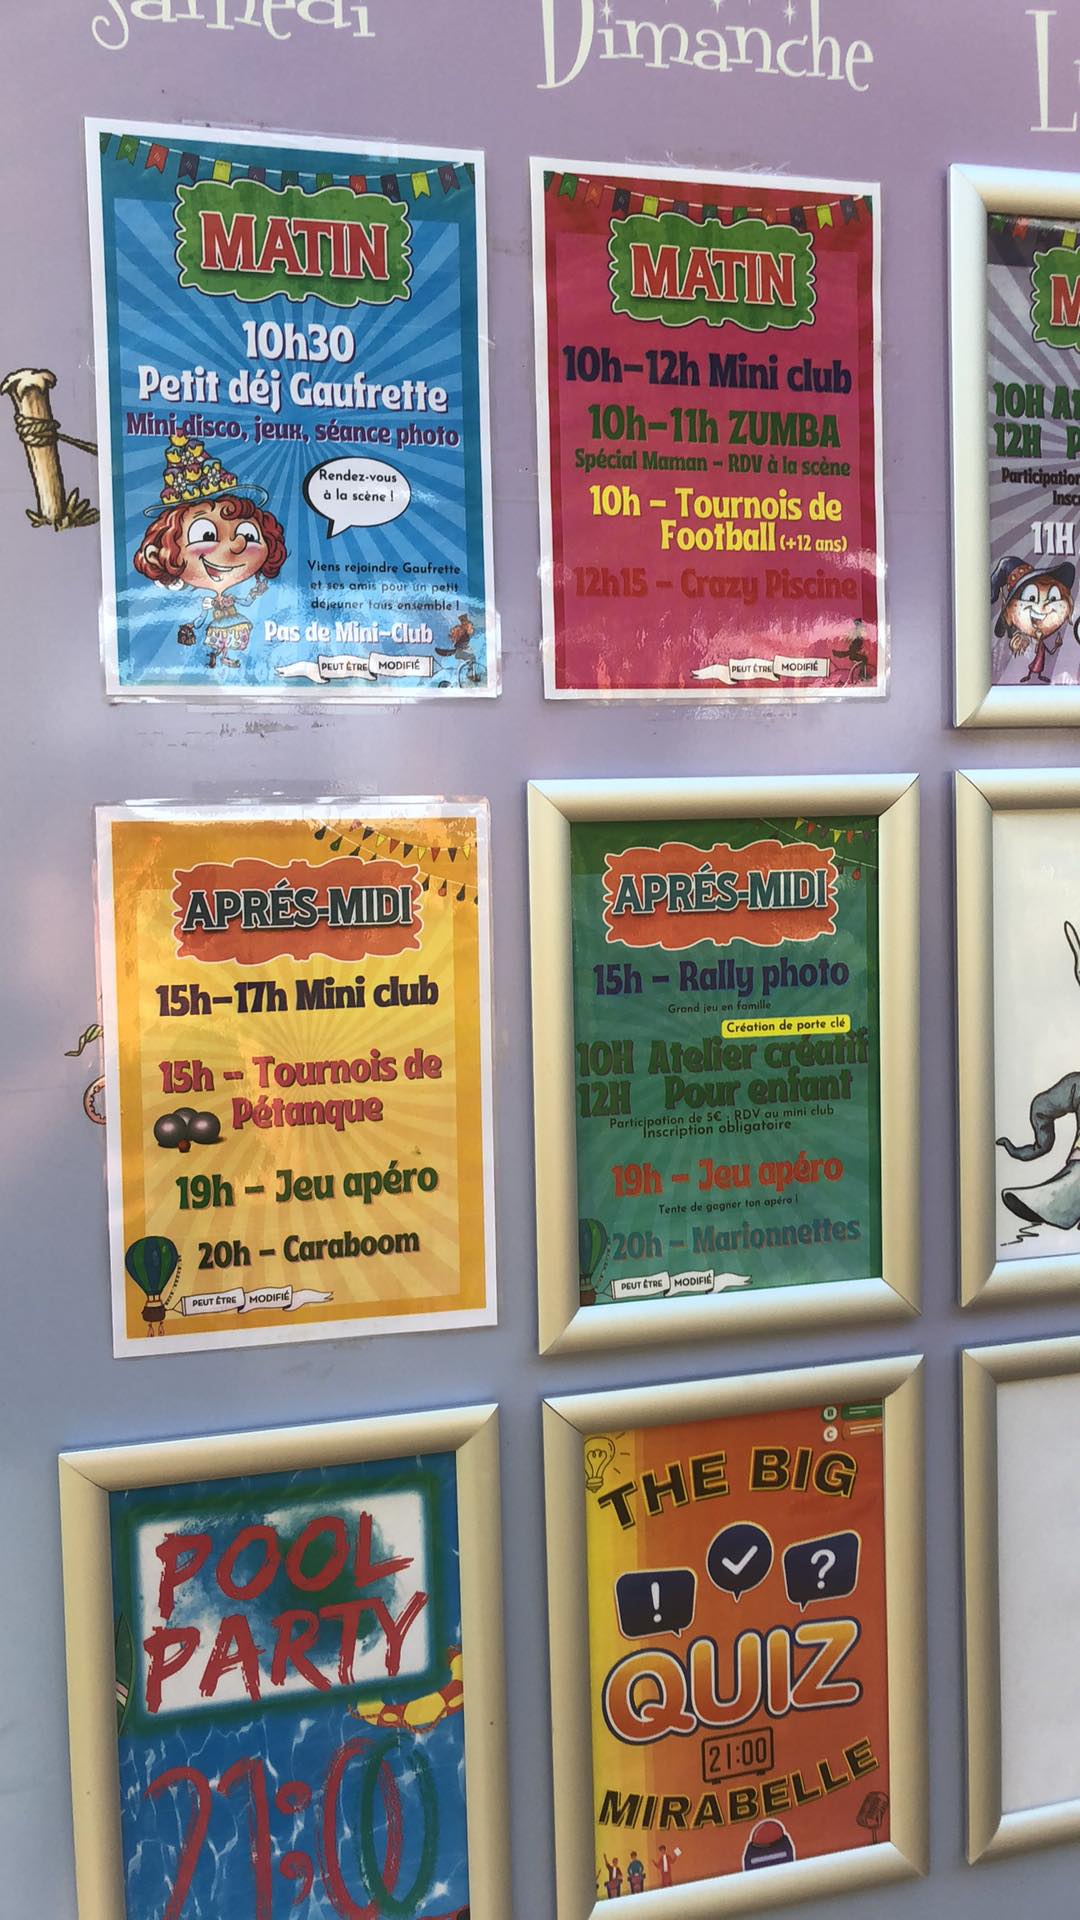 Samedi
MATIN
10h30
Petit déj Gaufrette
Mini-disco, jeux, séance photo
Rendez-vous
à la scène !
Viens rejoindre Gaufrette
et ses amis pour un petit
déjeuner tous ensemble !
Pas de Mini-Club
PEUT ÊTRE MODIFIÉ
APRÉS-MIDI
15h-17h Mini club
15h - Tournois de
Pétanque
19h - Jeu apéro
20h - Caraboom
PEUT ÊTRE MODIFIÉ
POOL
PARTY
21:00
Dimanche
MATIN
10h-12h Mini club
10h-11h ZUMBA
Spécial Maman - RDV à la scène
10h - Tournois de
Football (+12 ans)
12h15 - Crazy Piscine
PEUT ÊTRE MODIFIÉ
APRÉS-MIDI
15h - Rally photo
Grand jeu en famille
Création de porte clé
10H Atelier créatif
12H Pour enfant
Participation de 5€ : RDV au mini club
Inscription obligatoire
19h - Jeu apéro
Tente de gagner ton apéro !
20h - Marionnettes
PEUT ÊTRE MODIFIÉ
B
C
THE BIG
! ?
QUIZ
21:00
MIRABELLE
L
M
10H
12H
Participation
11H